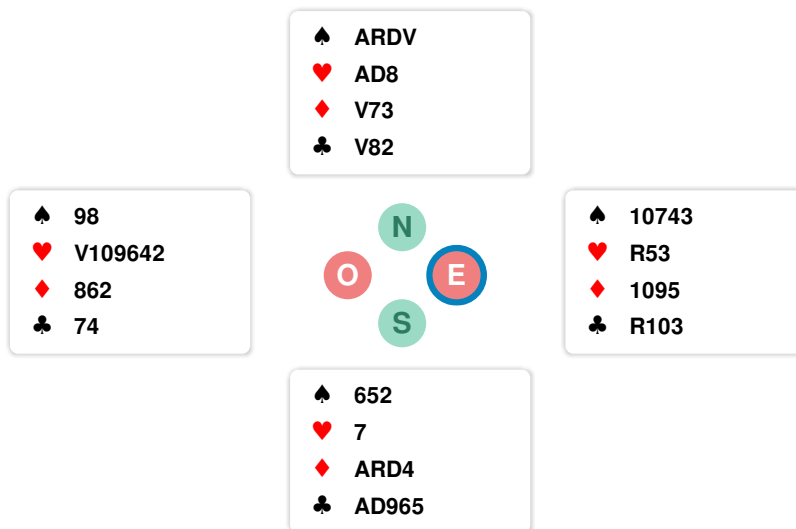 ♠ ARDV
♥ AD8
♦ V73
♣ V82
♠ 98
♥ V109642
♦ 862
♣ 74
N
O
E
S
♠ 10743
♥ R53
♦ 1095
♣ R103
♠ 652
♥ 7
♦ ARD4
♣ AD965